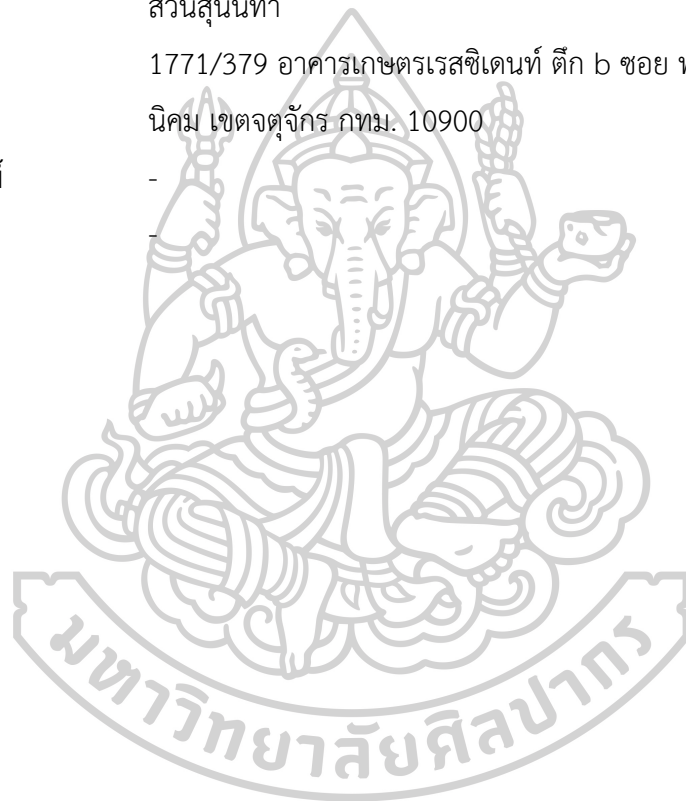 สวนสุนันทา
1771/379 อาคารเกษตรเรสซิเดนท์ ตึก b ซอย
นิคม เขตจตุจักร กทม. 10900
-
-
มหาวิทยาลัยศิลปากร